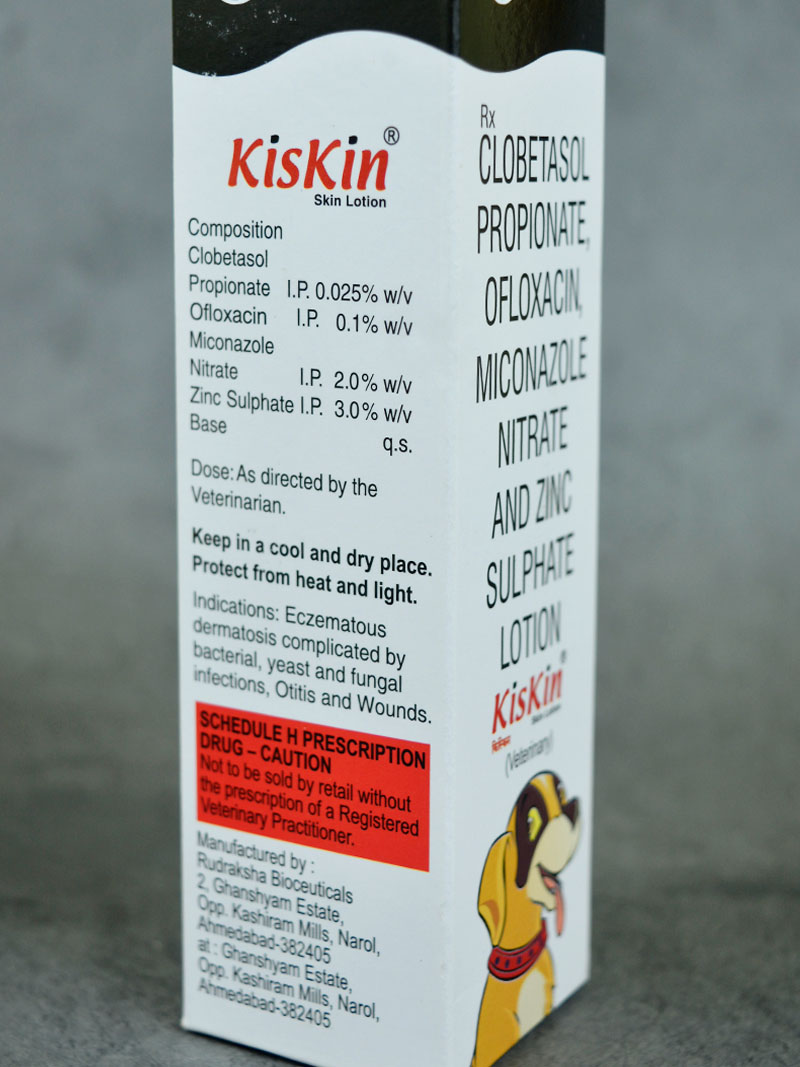 KisKin®
Skin Lotion
Composition
Clobetasol
Propionate I.P. 0.025% w/v
Ofloxacin I.P. 0.1% w/v
Miconazole
Nitrate I.P. 2.0% w/v
Zinc Sulphate I.P. 3.0% w/v
Base q.s.
Dose: As directed by the
Veterinarian.
Keep in a cool and dry place.
Protect from heat and light.
Indications: Eczematous
dermatosis complicated by
bacterial, yeast and fungal
infections, Otitis and Wounds.
SCHEDULE H PRESCRIPTION
DRUG – CAUTION
Not to be sold by retail without
the prescription of a Registered
Veterinary Practitioner.
Manufactured by :
Rudraksha Bioceuticals
2, Ghanshyam Estate,
Opp. Kashiram Mills, Narol,
Ahmedabad-382405
at : Ghanshyam Estate,
Opp. Kashiram Mills, Narol,
Ahmedabad-382405
Rx
CLOBETASOL
PROPIONATE,
OFLOXACIN,
MICONAZOLE
NITRATE
AND ZINC
SULPHATE
LOTION
KisKin®
Skin Lotion
(Veterinary)